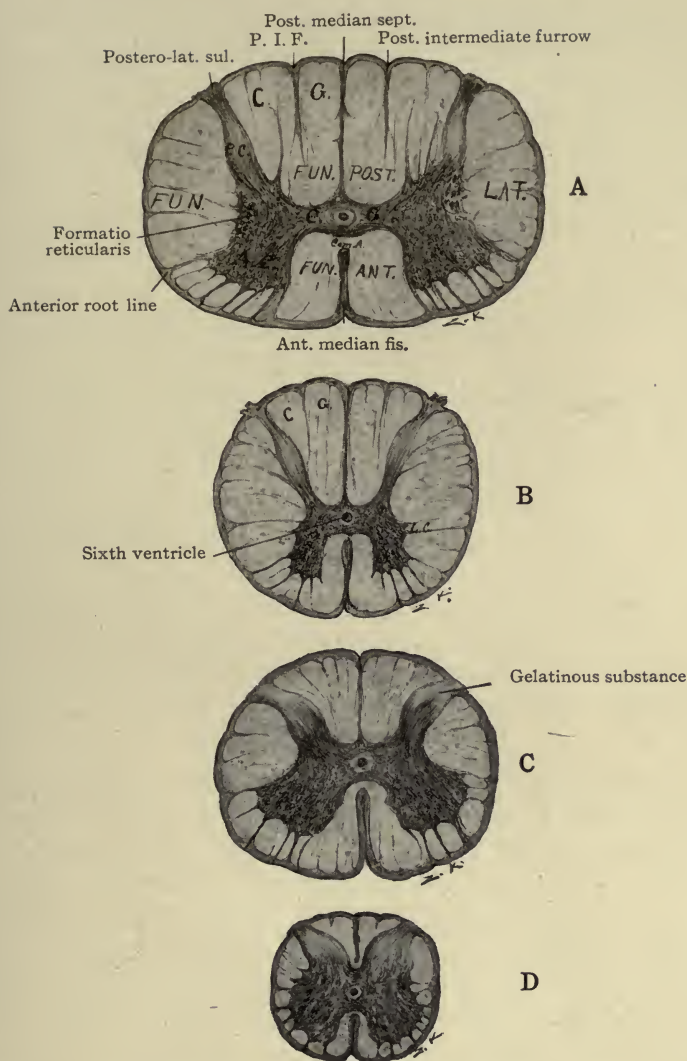 Post. median sept.
P. I. F.
Post. intermediate furrow
Postero-lat. sul.
C
G.
P.C.
FUN.
FUN.
POST.
LAT.
A
C.
G.
Formatio
reticularis
Com A.
FUN.
ANT.
Anterior root line
Z. K
Ant. median fis.
C
G.
B
L.C.
Sixth ventricle
Z K.
Gelatinous substance
C
Z. K
D
Z. K